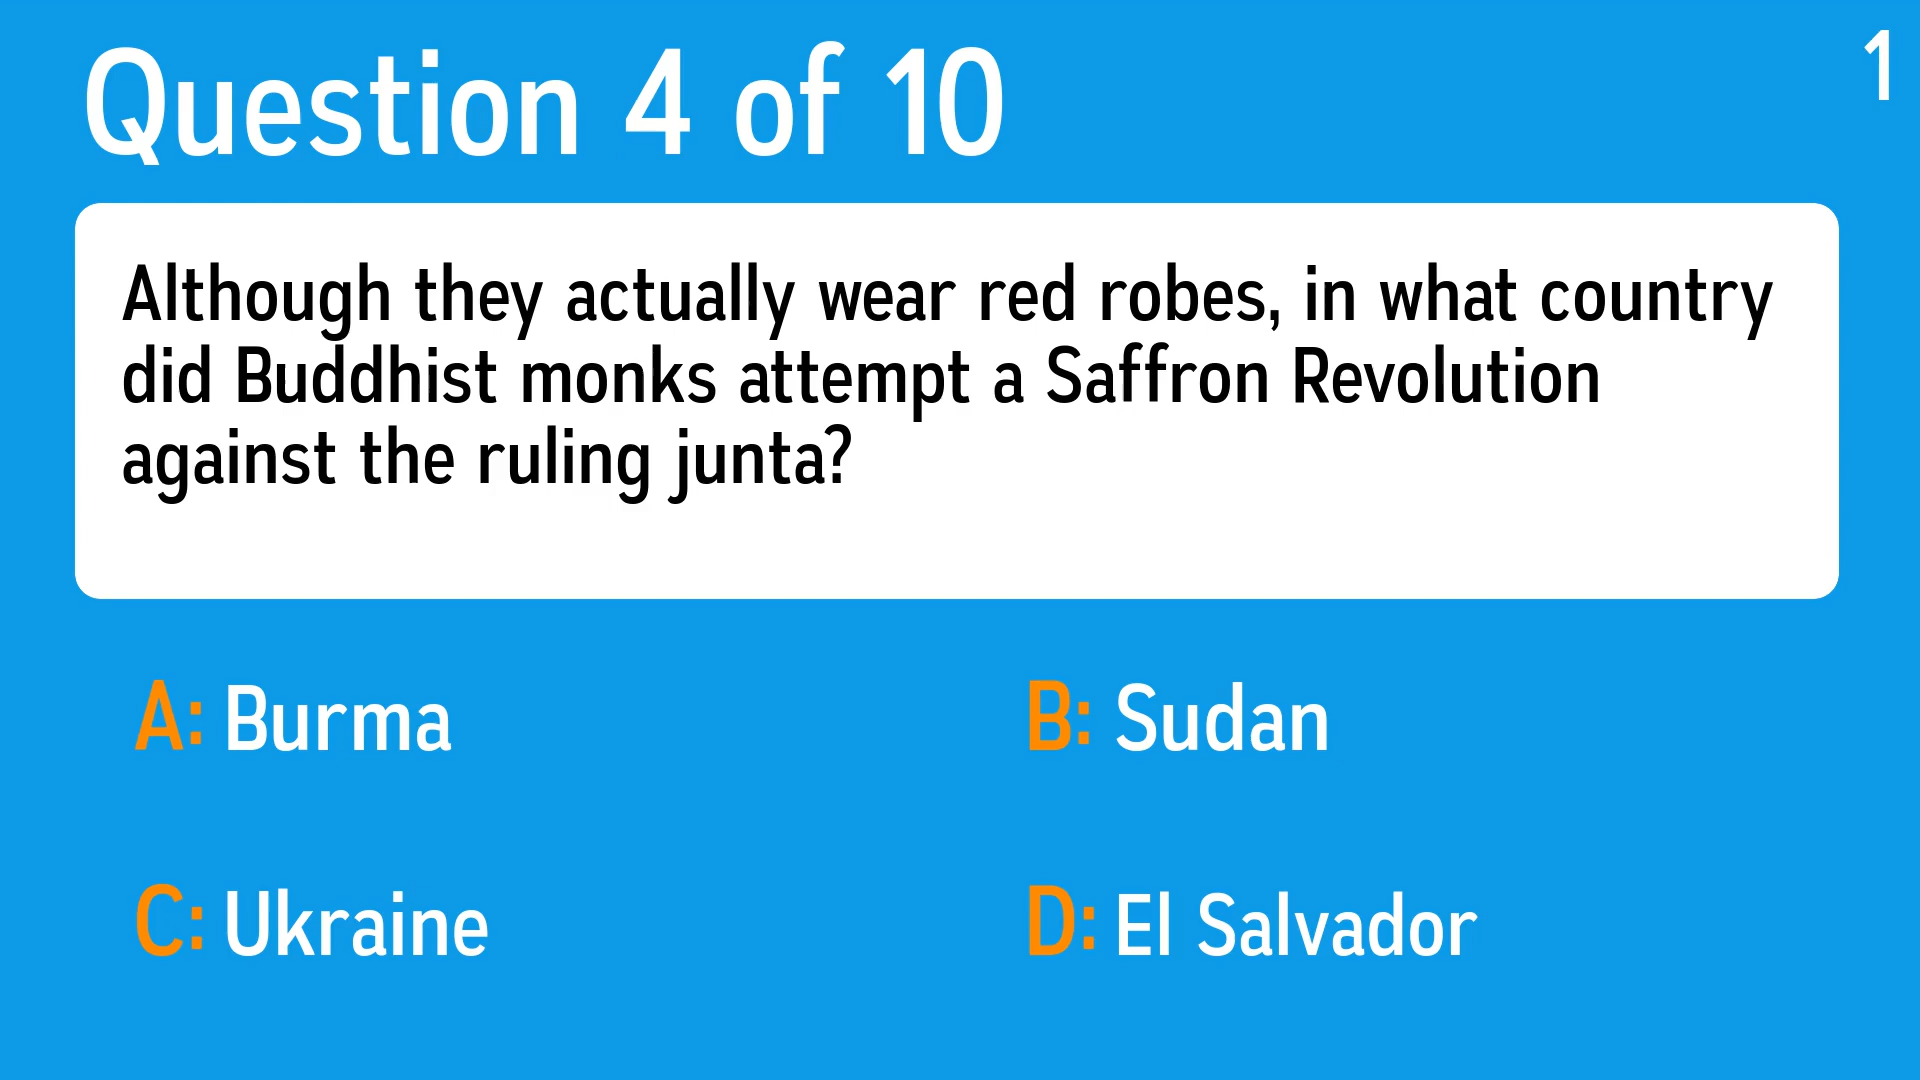 Question 4 of 10
1
Although they actually wear red robes, in what country
did Buddhist monks attempt a Saffron Revolution
against the ruling junta?
A: Burma
B: Sudan
C: Ukraine
D: El Salvador